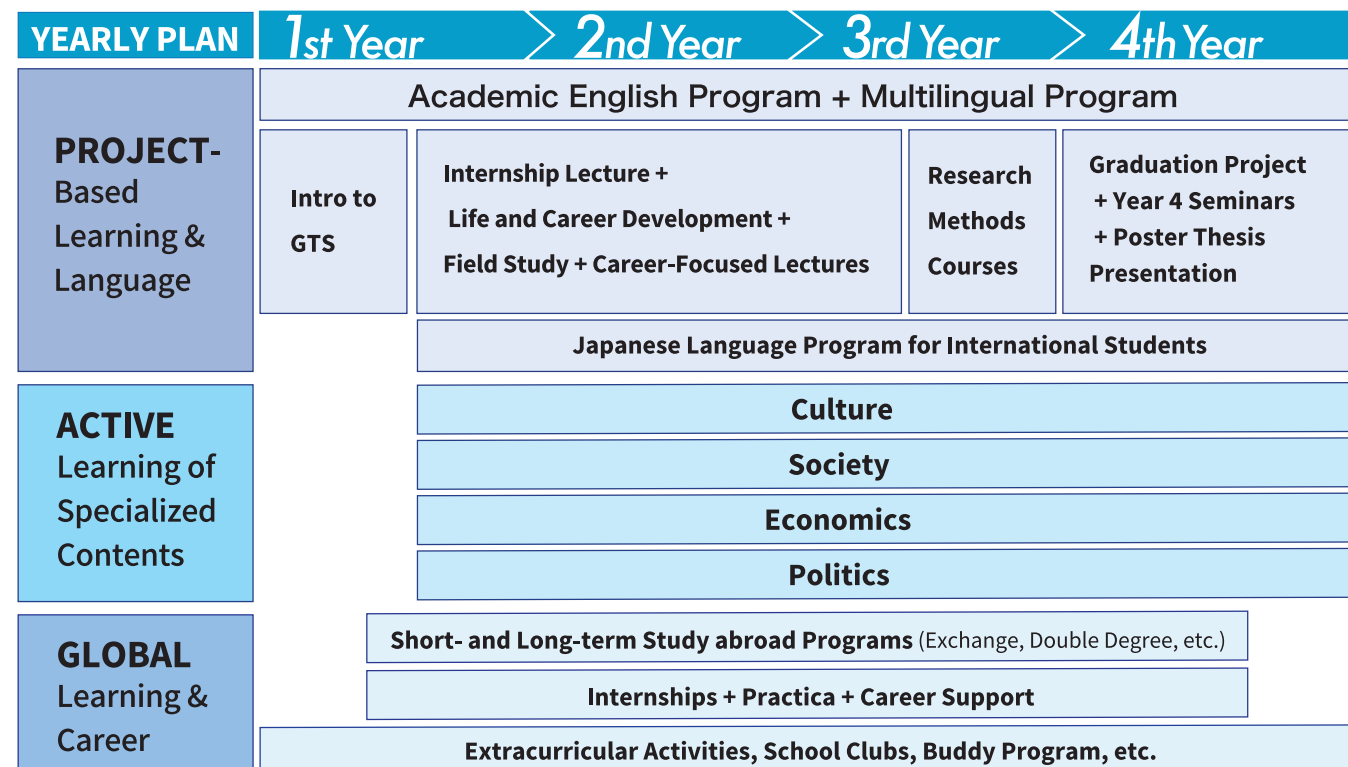 YEARLY PLAN
1st Year
2nd Year
3rd Year
4th Year
PROJECT-
Based
Learning &
Language
Academic English Program + Multilingual Program
Intro to
GTS
Internship Lecture +
Life and Career Development +
Field Study + Career-Focused Lectures
Research
Methods
Courses
Graduation Project
+ Year 4 Seminars
+ Poster Thesis
Presentation
Japanese Language Program for International Students
ACTIVE
Learning of
Specialized
Contents
Culture
Society
Economics
Politics
GLOBAL
Learning &
Career
Short- and Long-term Study abroad Programs (Exchange, Double Degree, etc.)
Internships + Practica + Career Support
Extracurricular Activities, School Clubs, Buddy Program, etc.